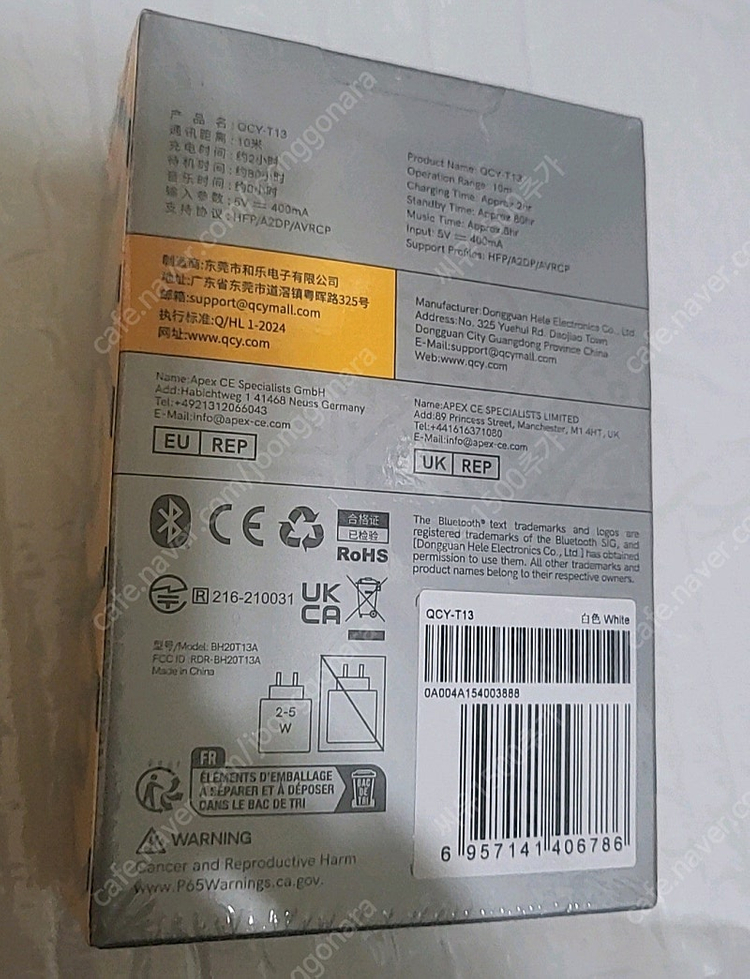 产品名：QCY-T13
通讯距离：10米
充电时间：约2小时
待机时间：约80小时
音乐时间：约8小时
输入参数：5V ⎓ 400mA
支持协议：HFP/A2DP/AVRCP
Product Name: QCY-T13
Operation Range: 10m
Charging Time: Approx 2hr
Standby Time: Approx 80hr
Music Time: Approx 8hr
Input: 5V ⎓ 400mA
Support Profiles: HFP/A2DP/AVRCP
制造商:东莞市和乐电子有限公司
地址:广东省东莞市道滘镇粤晖路325号
邮箱:support@qcymall.com
执行标准:Q/HL 1-2024
网址:www.qcy.com
Manufacturer: Dongguan Hele Electronics Co., Ltd
Address:No. 325 Yuehui Rd. Daojiao Town
Dongguan City Guangdong Province China
E-Mail:support@qcymall.com
Web:www.qcy.com
Name:Apex CE Specialists GmbH
Add:Habichtweg 1 41468 Neuss Germany
Tel:+4921312066043
E-Mail:info@apex-ce.com
EU REP
Name:APEX CE SPECIALISTS LIMITED
Add:89 Princess Street, Manchester, M1 4HT, UK
Tel:+441616371080
E-Mail:info@apex-ce.com
UK REP
CE
合格证
已检验
RoHS
R 216-210031
UK
CA
The Bluetooth® text trademarks and logos are
registered trademarks of the Bluetooth SIG, and
[Dongguan Hele Electronics Co., Ltd ] has obtained
permission to use them. All other trademarks and
product names belong to their respective owners.
型号/Model: BH20T13A
FCC ID :RDR-BH20T13A
Made in China
2-5
W
FR
ÉLÉMENTS D'EMBALLAGE
À SÉPARER ET À DÉPOSER
DANS LE BAC DE TRI
BAC
DE
TRI
WARNING
Cancer and Reproductive Harm
www.P65Warnings.ca.gov.
QCY-T13 白色 White
0A004A154003888
6 957141 406786
cafe.naver.com/joonggonara